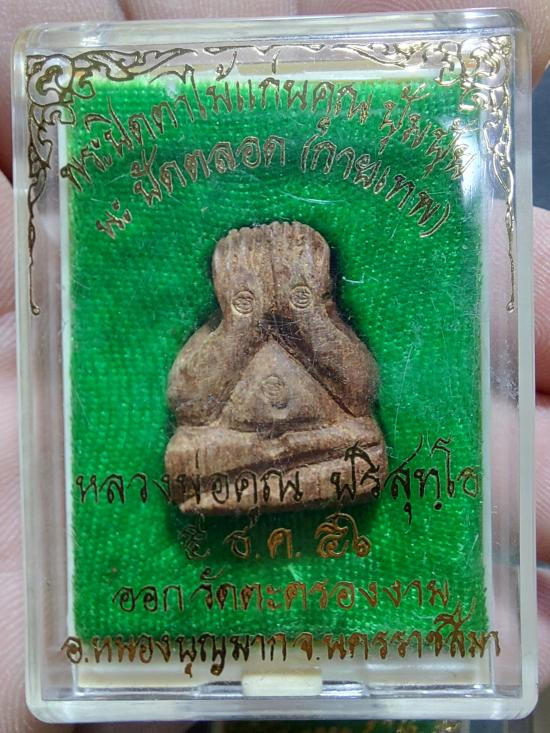 พระปิดตาไม้แก่นคูณ ปุ้มพุ้ย
พะ มัดตลอด (กายเทพ)
หลวงพ่อคูณ ปริสุทฺโธ
๕ ธ.ค. ๕๖
ออก วัดตะครองงาม
อ.หนองบุญมาก จ.นครราชสีมา